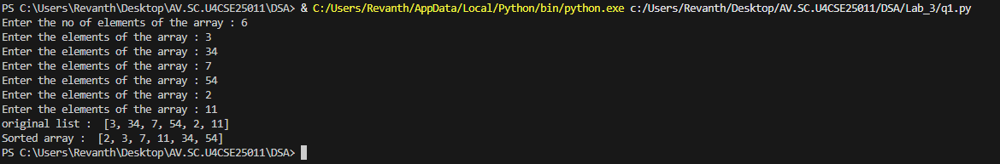 PS C:\Users\Revanth\Desktop\AV.SC.U4CSE25011\DSA> & C:/Users/Revanth/AppData/Local/Python/bin/python.exe c:/Users/Revanth/Desktop/AV.SC.U4CSE25011/DSA/Lab_3/q1.py
Enter the no of elements of the array : 6
Enter the elements of the array : 3
Enter the elements of the array : 34
Enter the elements of the array : 7
Enter the elements of the array : 54
Enter the elements of the array : 2
Enter the elements of the array : 11
original list :  [3, 34, 7, 54, 2, 11]
Sorted array :  [2, 3, 7, 11, 34, 54]
PS C:\Users\Revanth\Desktop\AV.SC.U4CSE25011\DSA>